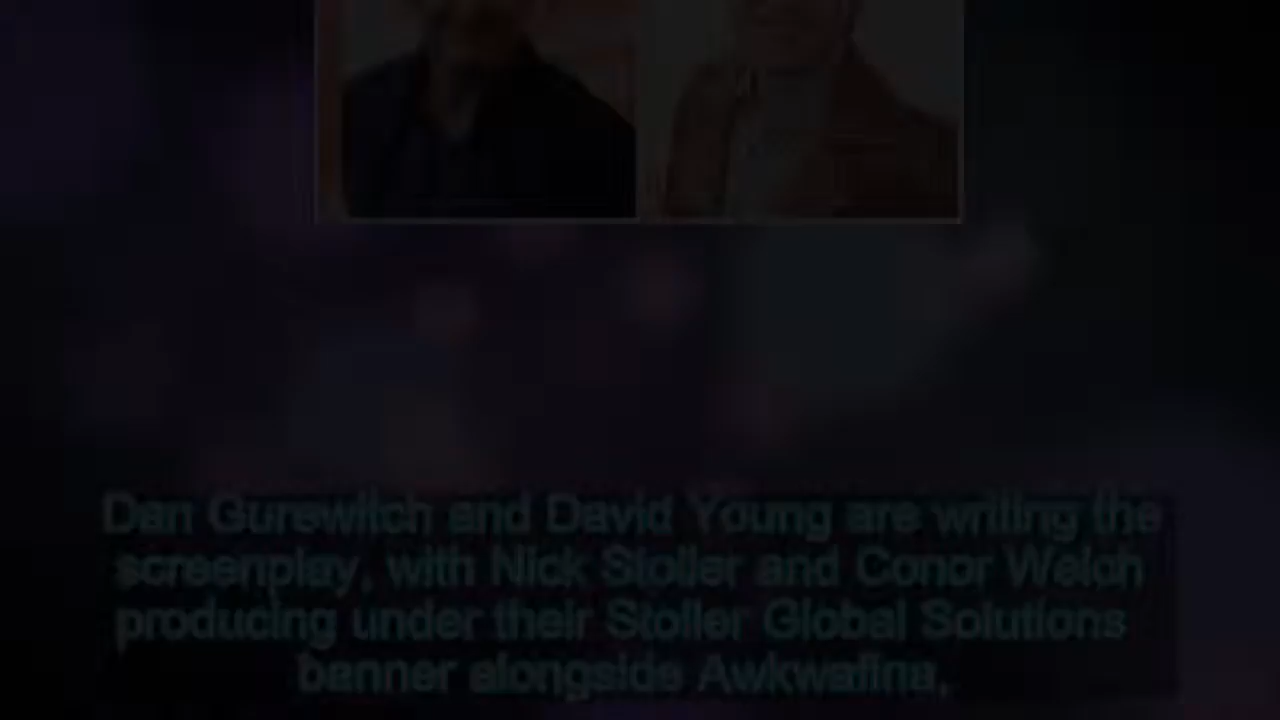 Dan Gurewitch and David Young are writing the
screenplay, with Nick Stoller and Conor Welch
producing under their Stoller Global Solutions
banner alongside Awkwafina,